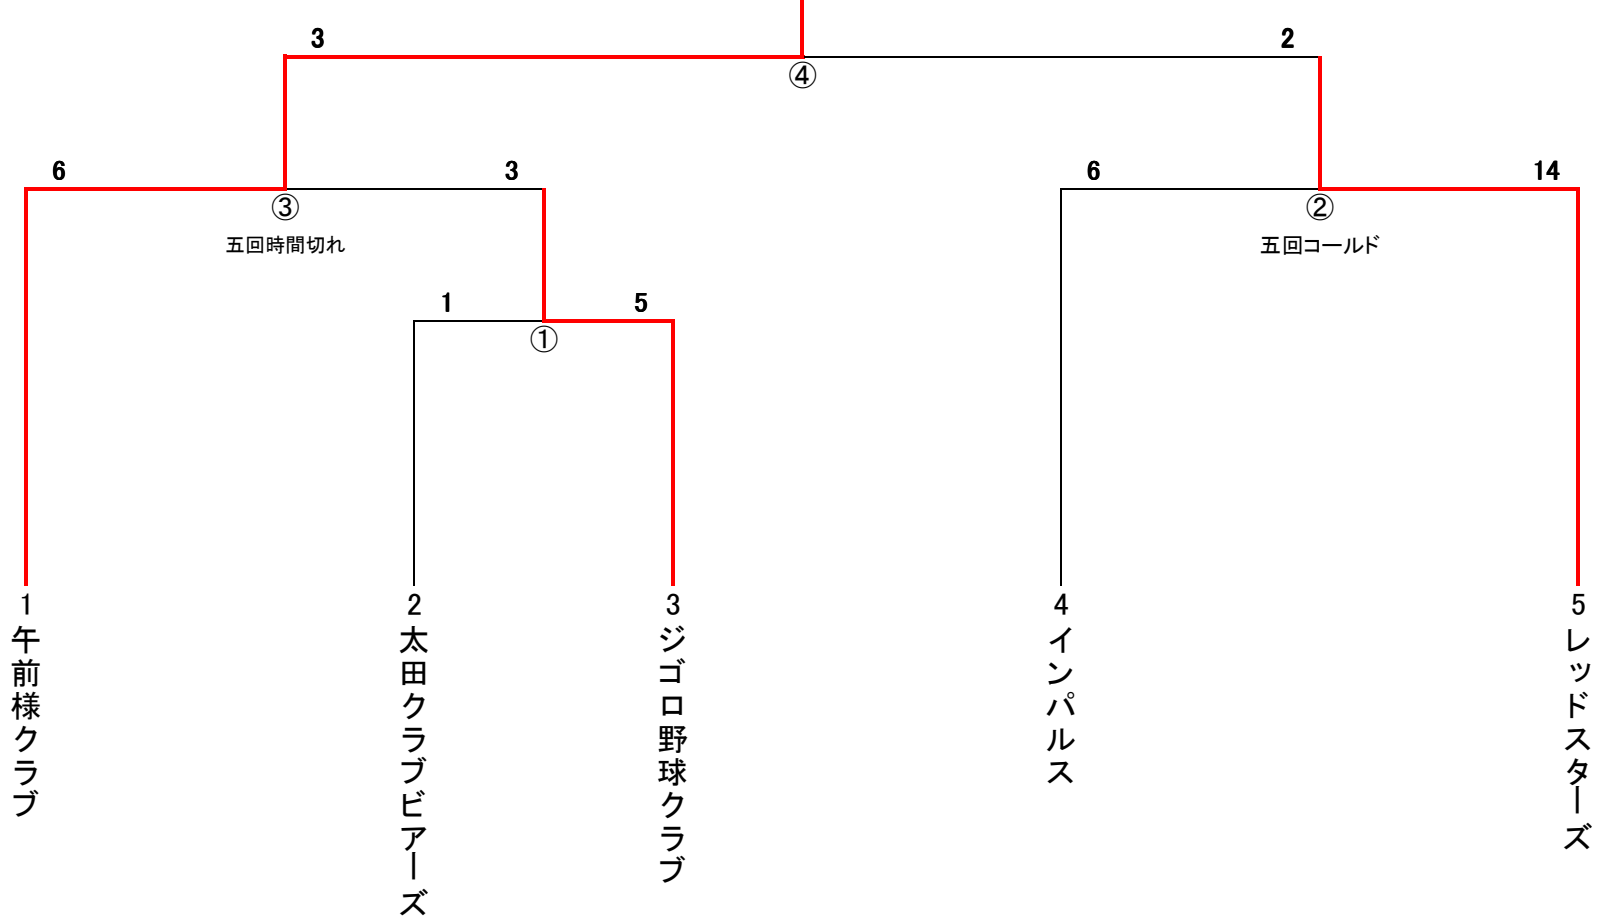 3
2
④
6
3
6
14
③
②
五回時間切れ
五回コールド
1
5
①
1
午前様クラブ
2
太田クラブビアーズ
3
ジゴロ野球クラブ
4
インパルス
5
レッドスターズ